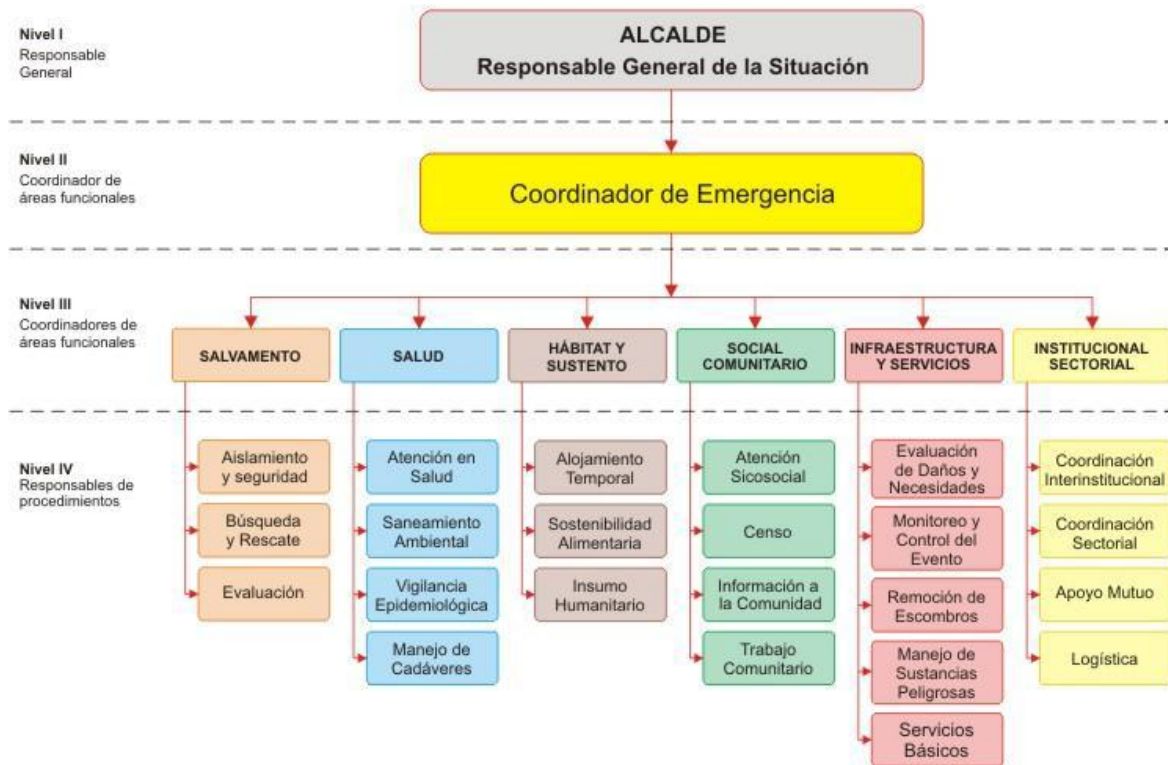 Nivel I
Responsable
General
ALCALDE
Responsable General de la Situación
Nivel II
Coordinador de
áreas funcionales
Coordinador de Emergencia
Nivel III
Coordinadores de
áreas funcionales
SALVAMENTO
SALUD
HÁBITAT Y
SUSTENTO
SOCIAL
COMUNITARIO
INFRAESTRUCTURA
Y SERVICIOS
INSTITUCIONAL
SECTORIAL
Nivel IV
Responsables de
procedimientos
Aislamiento
y seguridad
Búsqueda
y Rescate
Evaluación
Atención en
Salud
Saneamiento
Ambiental
Vigilancia
Epidemiológica
Manejo de
Cadáveres
Alojamiento
Temporal
Sostenibilidad
Alimentaria
Insumo
Humanitario
Atención
Sicosocial
Censo
Información a
la Comunidad
Trabajo
Comunitario
Evaluación
de Daños y
Necesidades
Monitoreo y
Control del
Evento
Remoción de
Escombros
Manejo de
Sustancias
Peligrosas
Servicios
Básicos
Coordinación
Interinstitucional
Coordinación
Sectorial
Apoyo Mutuo
Logística